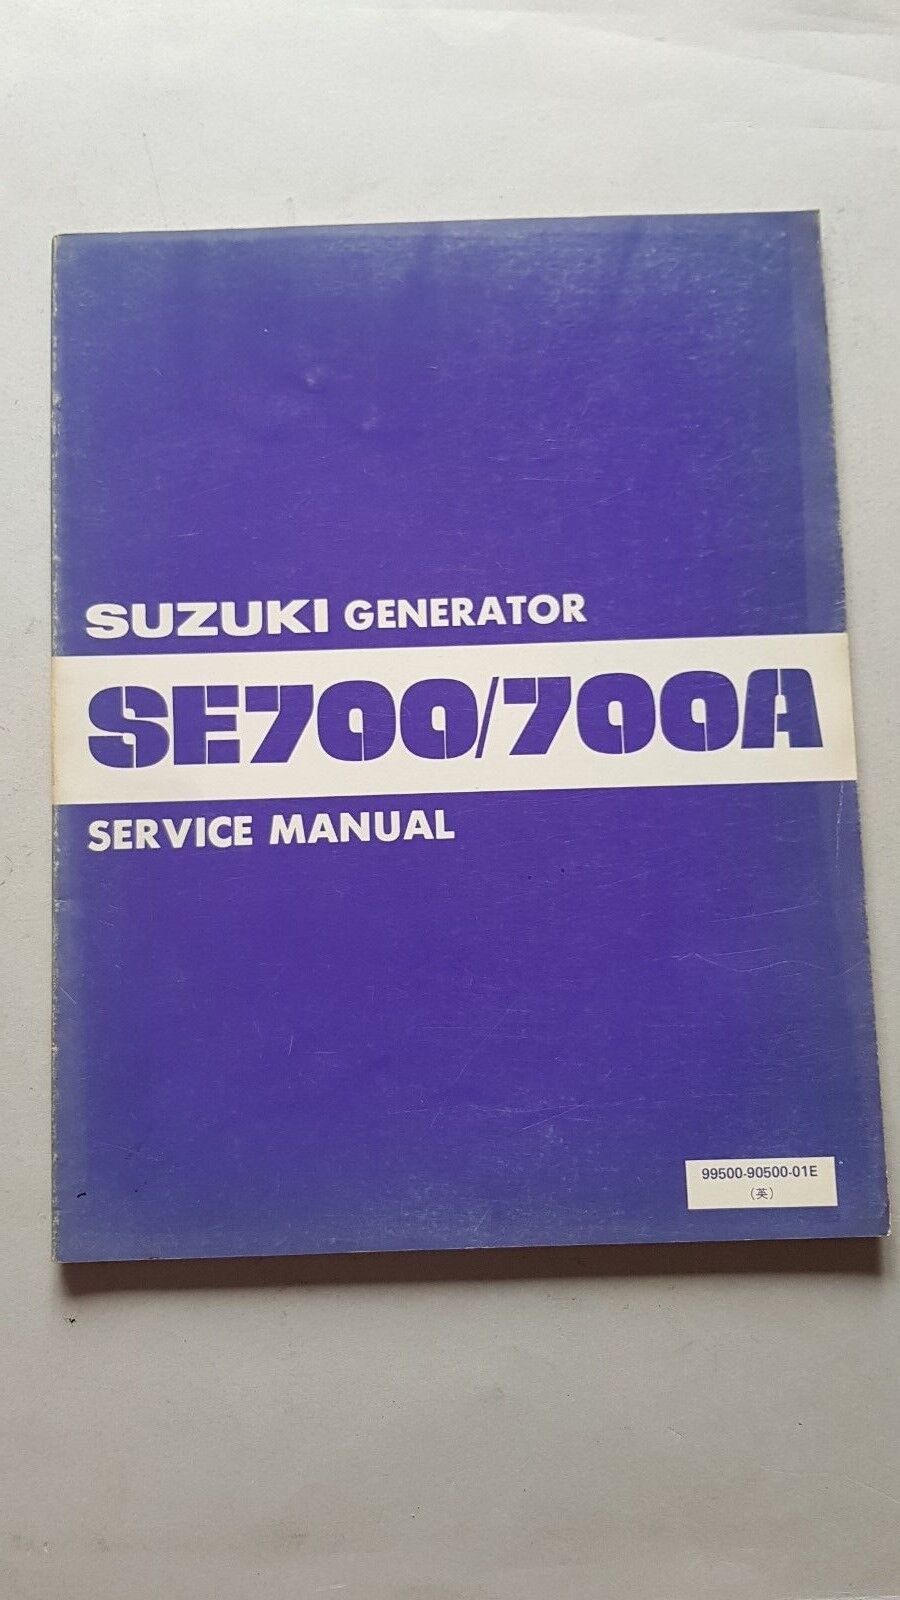 SUZUKI GENERATOR
SE700/700A
SERVICE MANUAL
99500-90500-01E
(英)